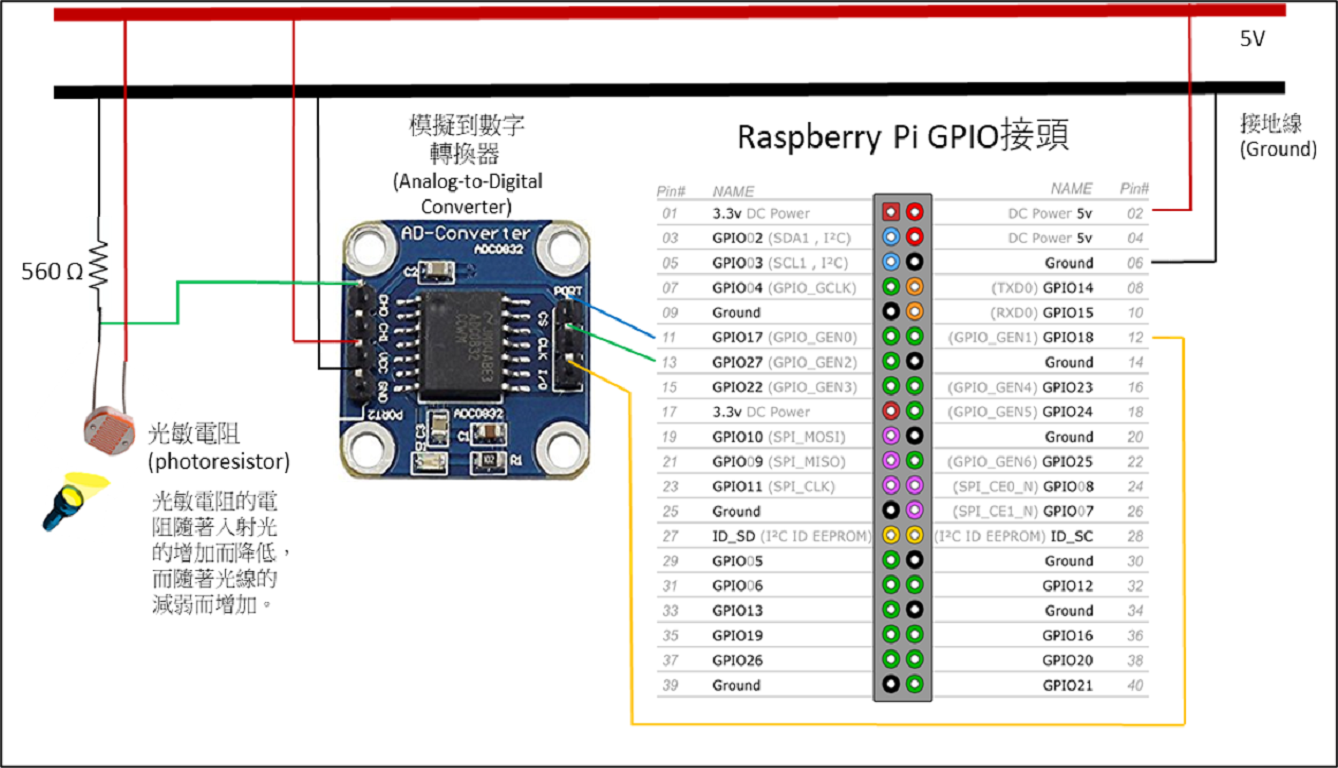 5V
接地線
(Ground)
模擬到數字
轉換器
(Analog-to-Digital
Converter)
Raspberry Pi GPIO接頭
AD-Converter
ADC0832
C2
PORT
CH0 CH1 VCC GND
CS CLK I/O
ADC0832
CCWM
ADC0832
PORT2
C3
C1
R1
102
560 Ω
光敏電阻
(photoresistor)
光敏電阻的電
阻隨著入射光
的增加而降低，
而隨著光線的
減弱而增加。
Pin# NAME NAME Pin#
01 3.3v DC Power DC Power 5v 02
03 GPIO02 (SDA1 , I²C) DC Power 5v 04
05 GPIO03 (SCL1 , I²C) Ground 06
07 GPIO04 (GPIO_GCLK) (TXD0) GPIO14 08
09 Ground (RXD0) GPIO15 10
11 GPIO17 (GPIO_GEN0) (GPIO_GEN1) GPIO18 12
13 GPIO27 (GPIO_GEN2) Ground 14
15 GPIO22 (GPIO_GEN3) (GPIO_GEN4) GPIO23 16
17 3.3v DC Power (GPIO_GEN5) GPIO24 18
19 GPIO10 (SPI_MOSI) Ground 20
21 GPIO09 (SPI_MISO) (GPIO_GEN6) GPIO25 22
23 GPIO11 (SPI_CLK) (SPI_CE0_N) GPIO08 24
25 Ground (SPI_CE1_N) GPIO07 26
27 ID_SD (I²C ID EEPROM) (I²C ID EEPROM) ID_SC 28
29 GPIO05 Ground 30
31 GPIO06 GPIO12 32
33 GPIO13 Ground 34
35 GPIO19 GPIO16 36
37 GPIO26 GPIO20 38
39 Ground GPIO21 40